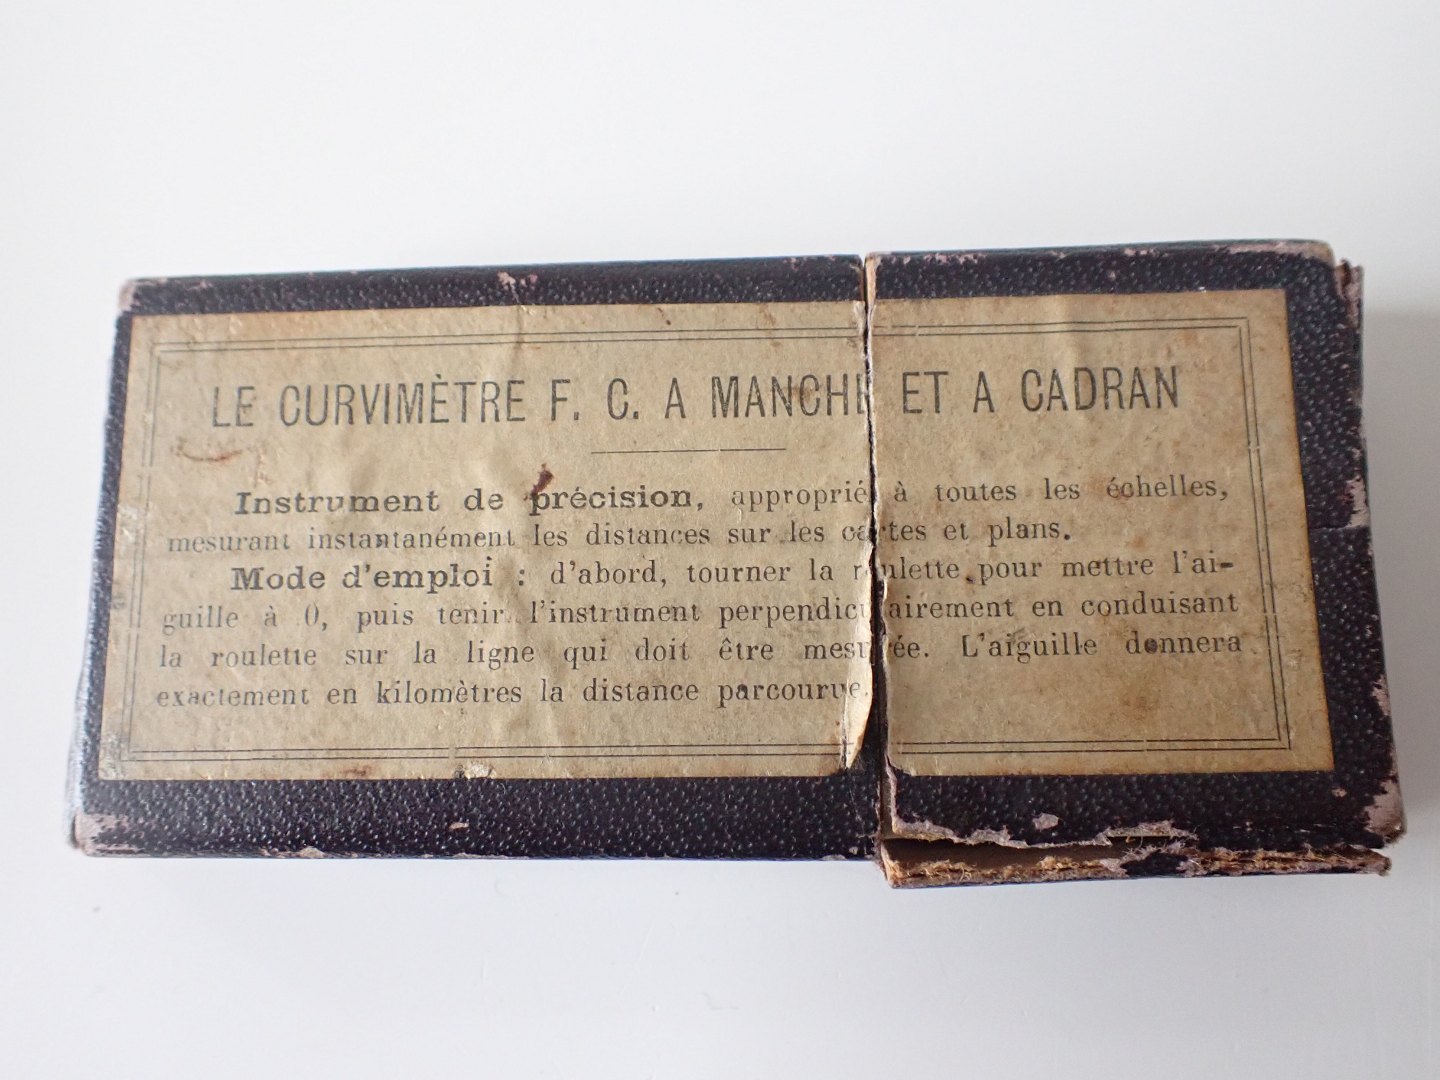 LE CURVIMÈTRE F. C. A MANCHE ET A CADRAN
Instrument de précision, approprié à toutes les échelles,
mesurant instantanément les distances sur les cartes et plans.
Mode d'emploi : d'abord, tourner la roulette pour mettre l'ai-
guille à 0, puis tenir l'instrument perpendiculairement en conduisant
la roulette sur la ligne qui doit être mesurée. L'aiguille donnera
exactement en kilomètres la distance parcourue.